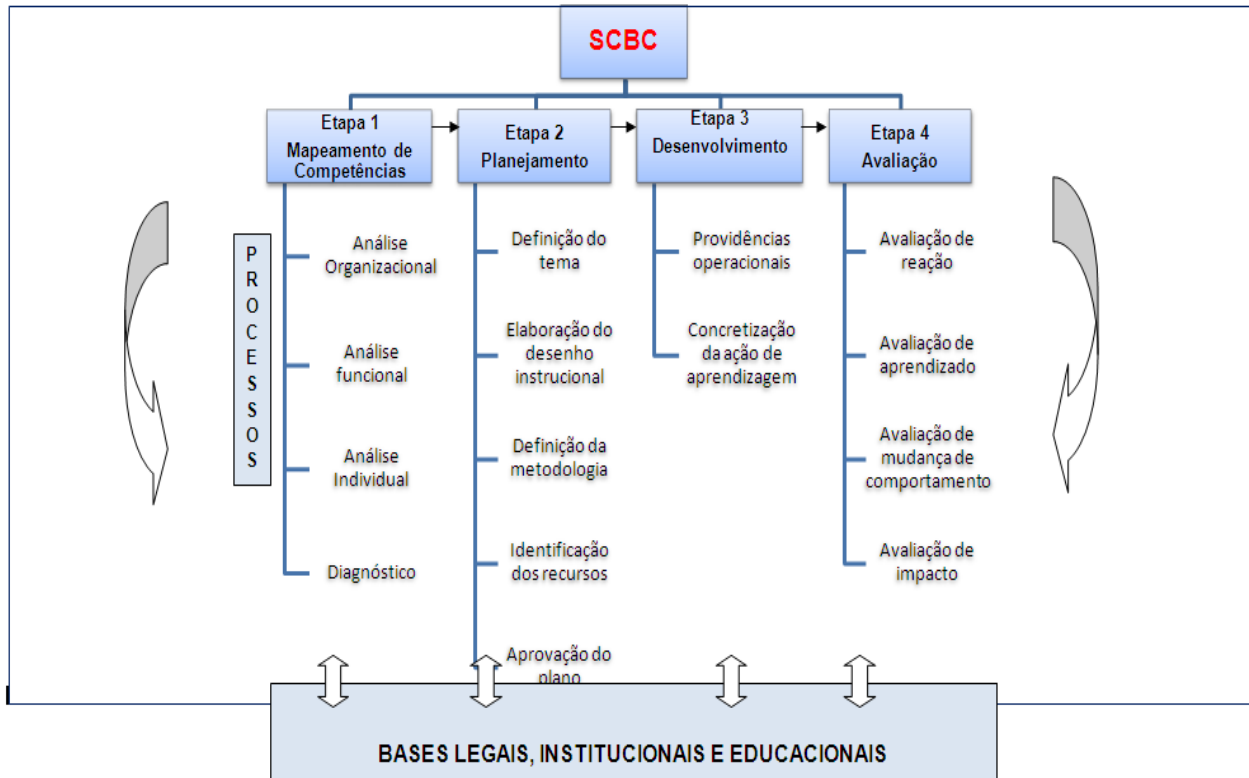 SCBC
Etapa 1
Mapeamento de
Competências
Etapa 2
Planejamento
Etapa 3
Desenvolvimento
Etapa 4
Avaliação
PROCESSOS
Análise
Organizacional
Análise
funcional
Análise
Individual
Diagnóstico
Definição do
tema
Elaboração do
desenho
instrucional
Definição da
metodologia
Identificação
dos recursos
Aprovação do
plano
Providências
operacionais
Concretização
da ação de
aprendizagem
Avaliação de
reação
Avaliação de
aprendizado
Avaliação de
mudança de
comportamento
Avaliação de
impacto
BASES LEGAIS, INSTITUCIONAIS E EDUCACIONAIS